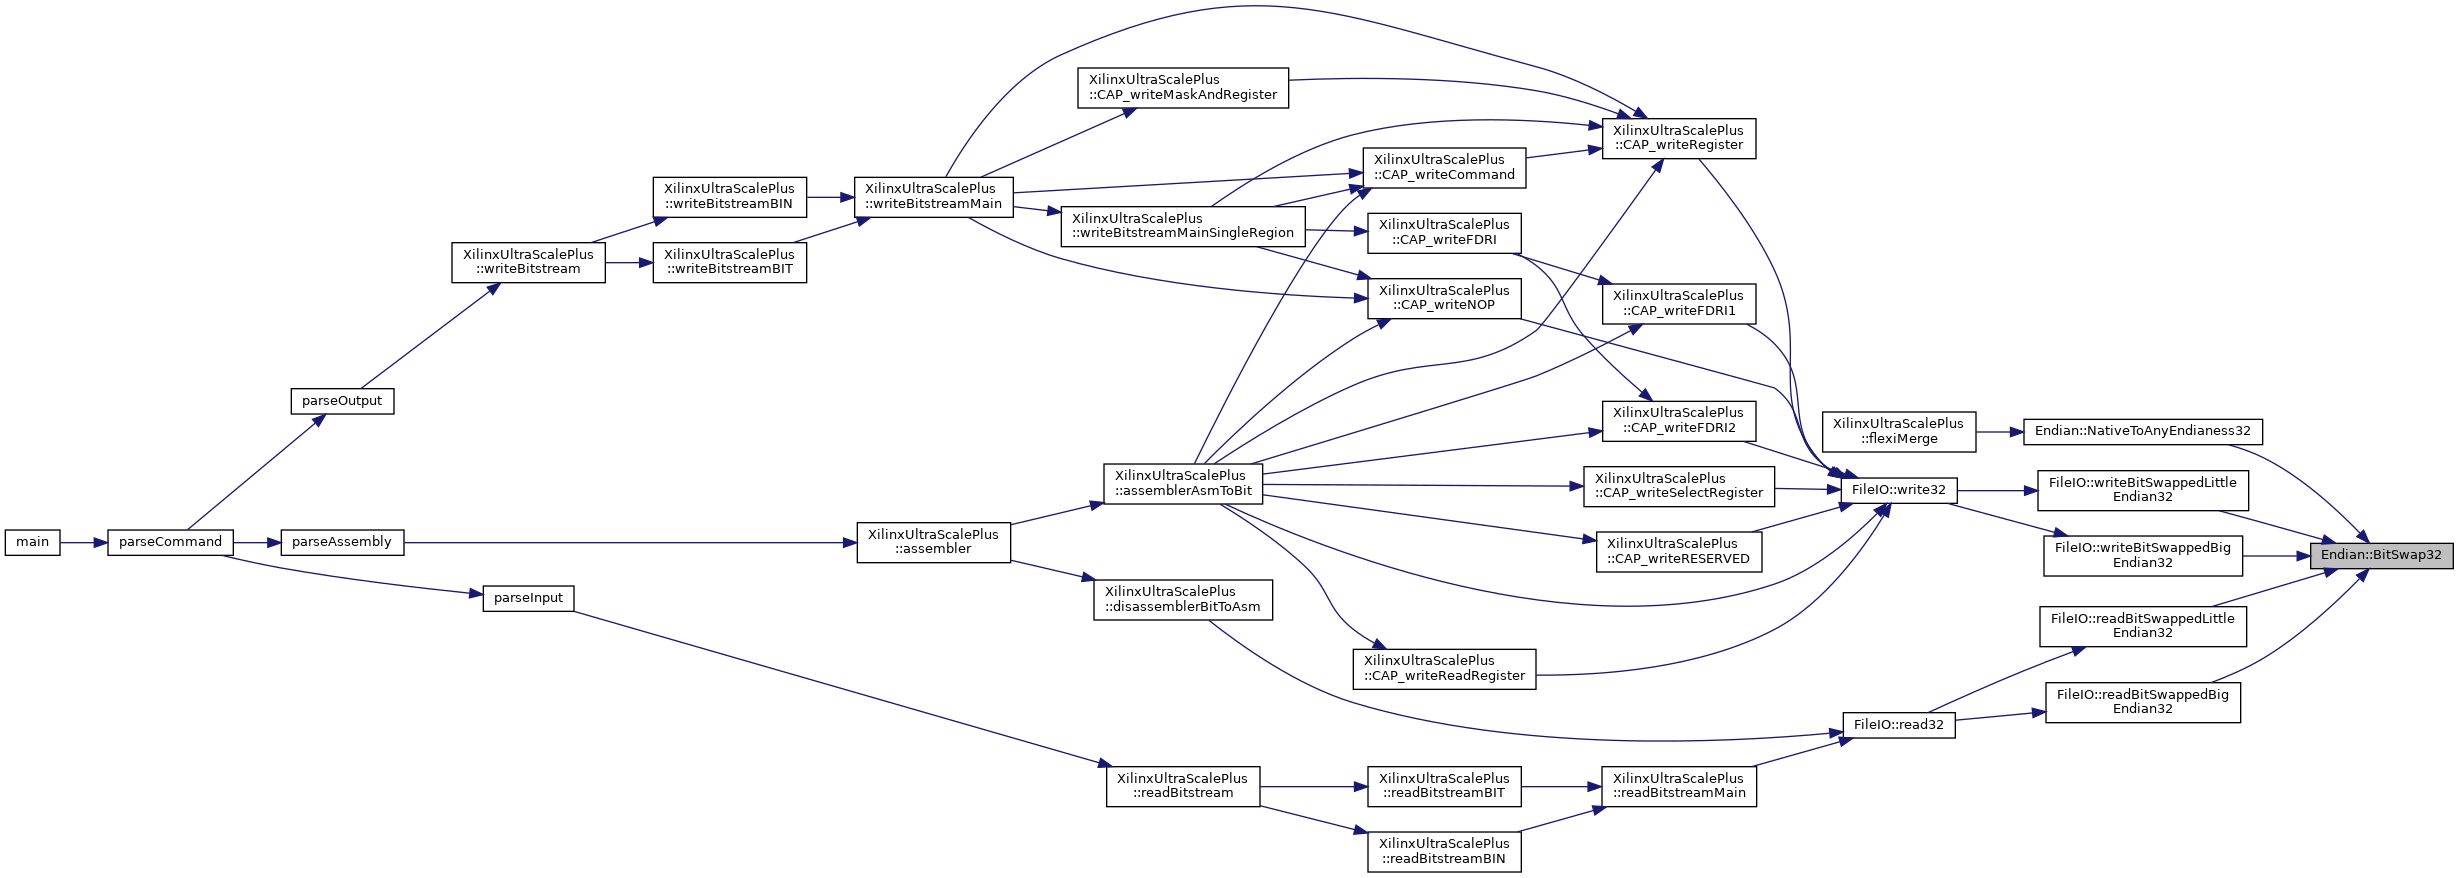 main
parseCommand
parseOutput
parseAssembly
parseInput
XilinxUltraScalePlus
::writeBitstream
XilinxUltraScalePlus
::writeBitstreamBIN
XilinxUltraScalePlus
::writeBitstreamBIT
XilinxUltraScalePlus
::writeBitstreamMain
XilinxUltraScalePlus
::assembler
XilinxUltraScalePlus
::CAP_writeMaskAndRegister
XilinxUltraScalePlus
::writeBitstreamMainSingleRegion
XilinxUltraScalePlus
::assemblerAsmToBit
XilinxUltraScalePlus
::disassemblerBitToAsm
XilinxUltraScalePlus
::readBitstream
XilinxUltraScalePlus
::CAP_writeCommand
XilinxUltraScalePlus
::CAP_writeFDRI
XilinxUltraScalePlus
::CAP_writeNOP
XilinxUltraScalePlus
::CAP_writeReadRegister
XilinxUltraScalePlus
::readBitstreamBIT
XilinxUltraScalePlus
::readBitstreamBIN
XilinxUltraScalePlus
::CAP_writeRegister
XilinxUltraScalePlus
::CAP_writeFDRI1
XilinxUltraScalePlus
::CAP_writeFDRI2
XilinxUltraScalePlus
::CAP_writeSelectRegister
XilinxUltraScalePlus
::CAP_writeRESERVED
XilinxUltraScalePlus
::readBitstreamMain
XilinxUltraScalePlus
::flexiMerge
FileIO::write32
FileIO::read32
Endian::NativeToAnyEndianess32
FileIO::writeBitSwappedLittle
Endian32
FileIO::writeBitSwappedBig
Endian32
FileIO::readBitSwappedLittle
Endian32
FileIO::readBitSwappedBig
Endian32
Endian::BitSwap32